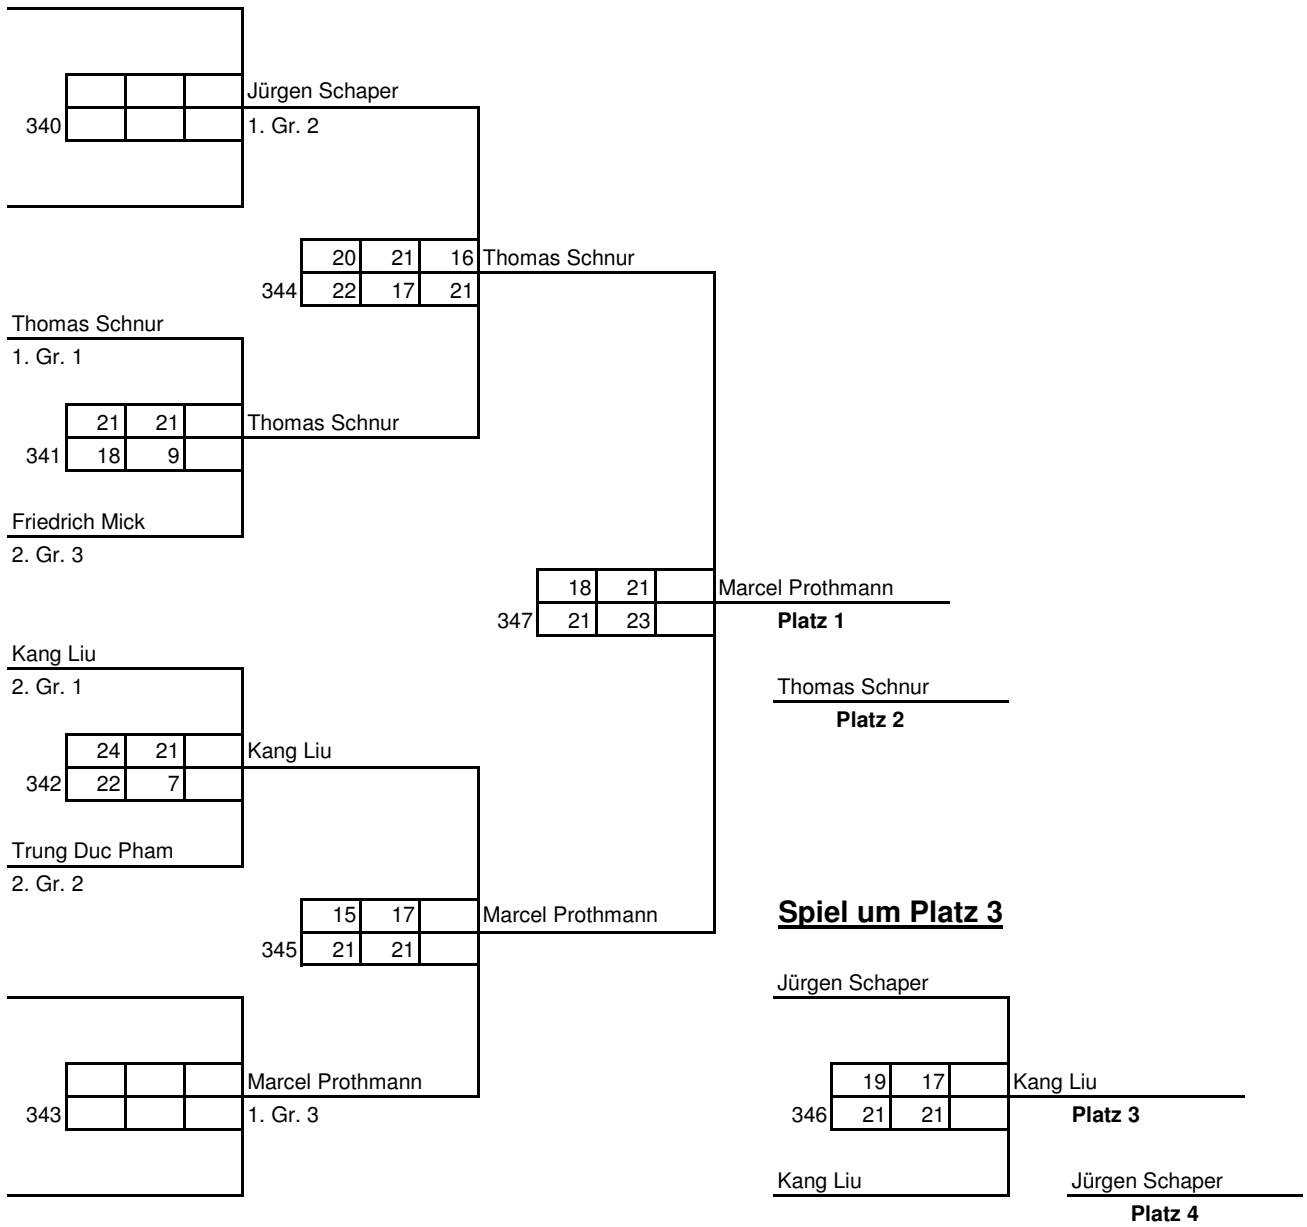 Jürgen Schaper
340 1. Gr. 2
20 21 16 Thomas Schnur
344 22 17 21
Thomas Schnur
1. Gr. 1
21 21 Thomas Schnur
341 18 9
Friedrich Mick
2. Gr. 3
18 21 Marcel Prothmann
347 21 23 Platz 1
Kang Liu
2. Gr. 1 Thomas Schnur
Platz 2
24 21 Kang Liu
342 22 7
Trung Duc Pham
2. Gr. 2
15 17 Marcel Prothmann Spiel um Platz 3
345 21 21
Jürgen Schaper
Marcel Prothmann 19 17 Kang Liu
343 1. Gr. 3 346 21 21 Platz 3
Kang Liu Jürgen Schaper
Platz 4